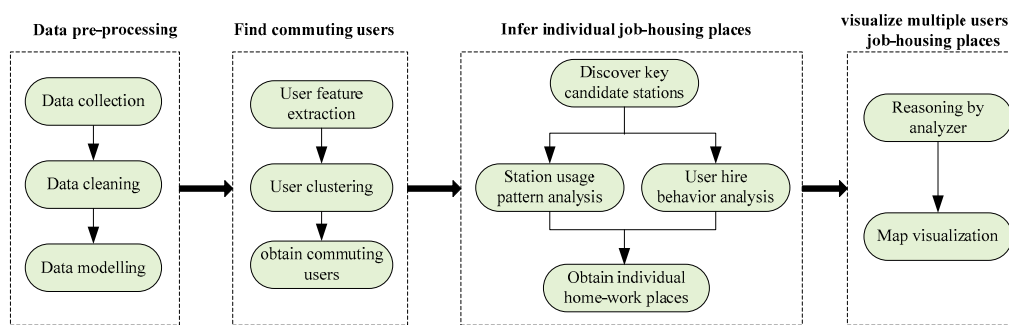 Data pre-processing
Data collection
Data cleaning
Data modelling
Find commuting users
User feature
extraction
User clustering
obtain commuting
users
Infer individual job-housing places
Discover key
candidate stations
Station usage
pattern analysis
User hire
behavior analysis
Obtain individual
home-work places
visualize multiple users
job-housing places
Reasoning by
analyzer
Map visualization